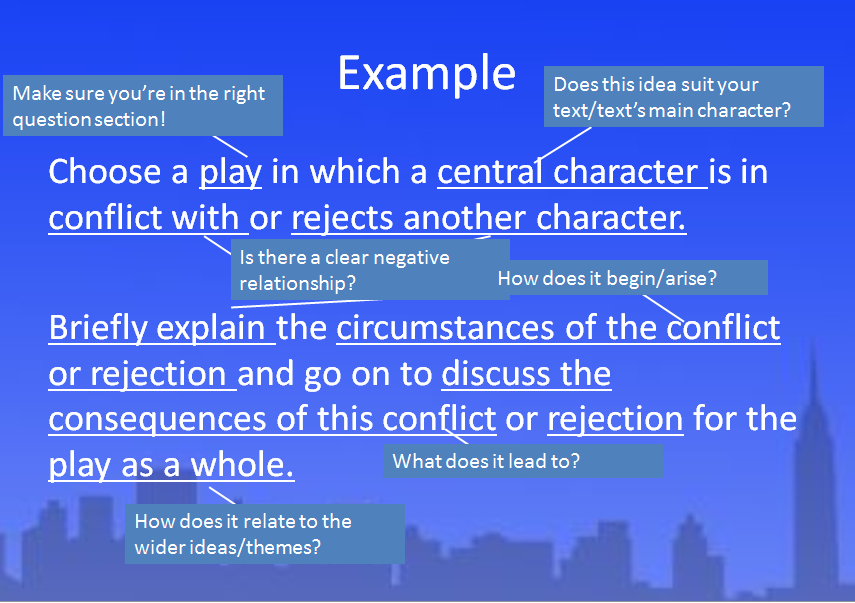 Example
Make sure you're in the right
question section!
Does this idea suit your
text/text's main character?
Choose a play in which a central character is in
conflict with or rejects another character.
Is there a clear negative
relationship?
How does it begin/arise?
Briefly explain the circumstances of the conflict
or rejection and go on to discuss the
consequences of this conflict or rejection for the
play as a whole.
What does it lead to?
How does it relate to the
wider ideas/themes?